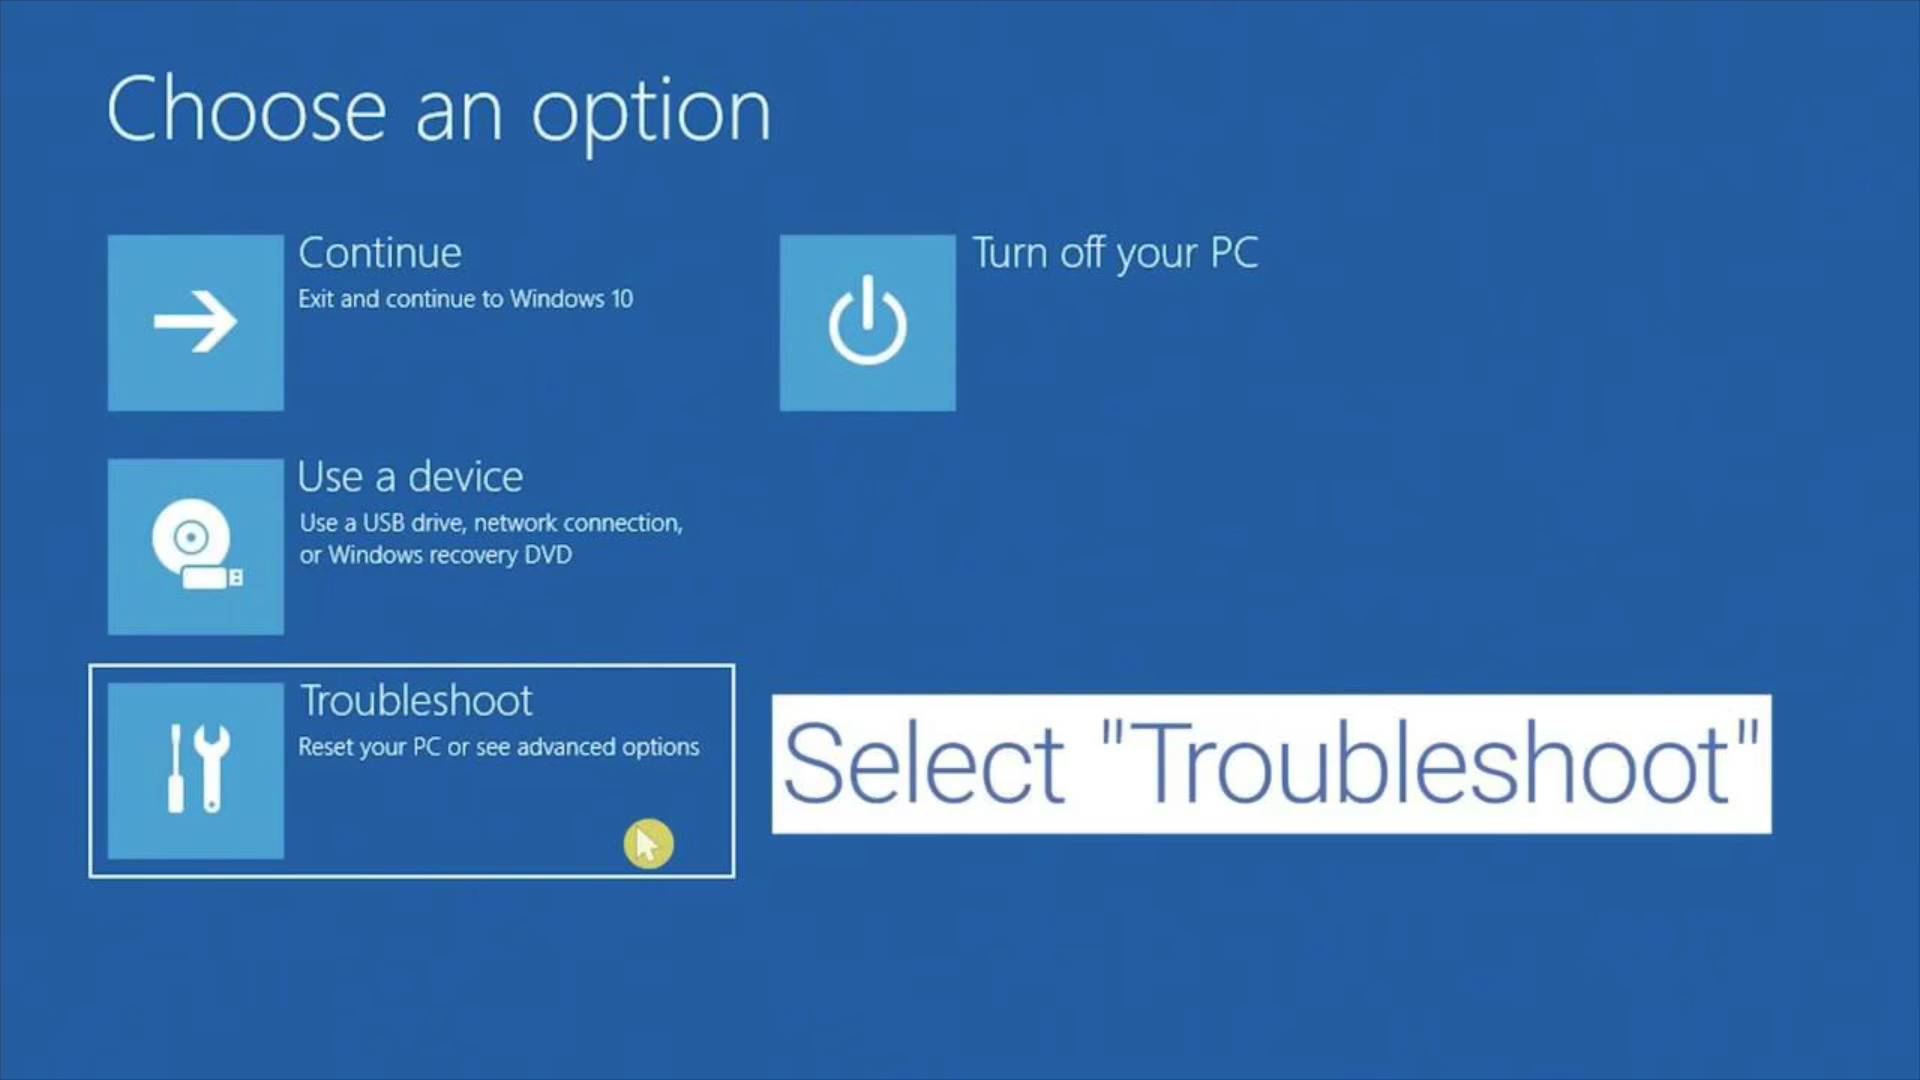 Choose an option
Continue
Exit and continue to Windows 10
Turn off your PC
Use a device
Use a USB drive, network connection,
or Windows recovery DVD
Troubleshoot
Reset your PC or see advanced options
Select "Troubleshoot"